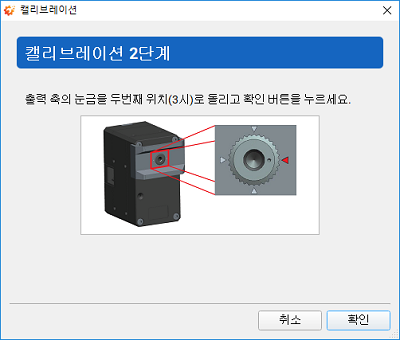 캘리브레이션
캘리브레이션 2단계
출력 축의 눈금을 두번째 위치(3시)로 돌리고 확인 버튼을 누르세요.
취소
확인